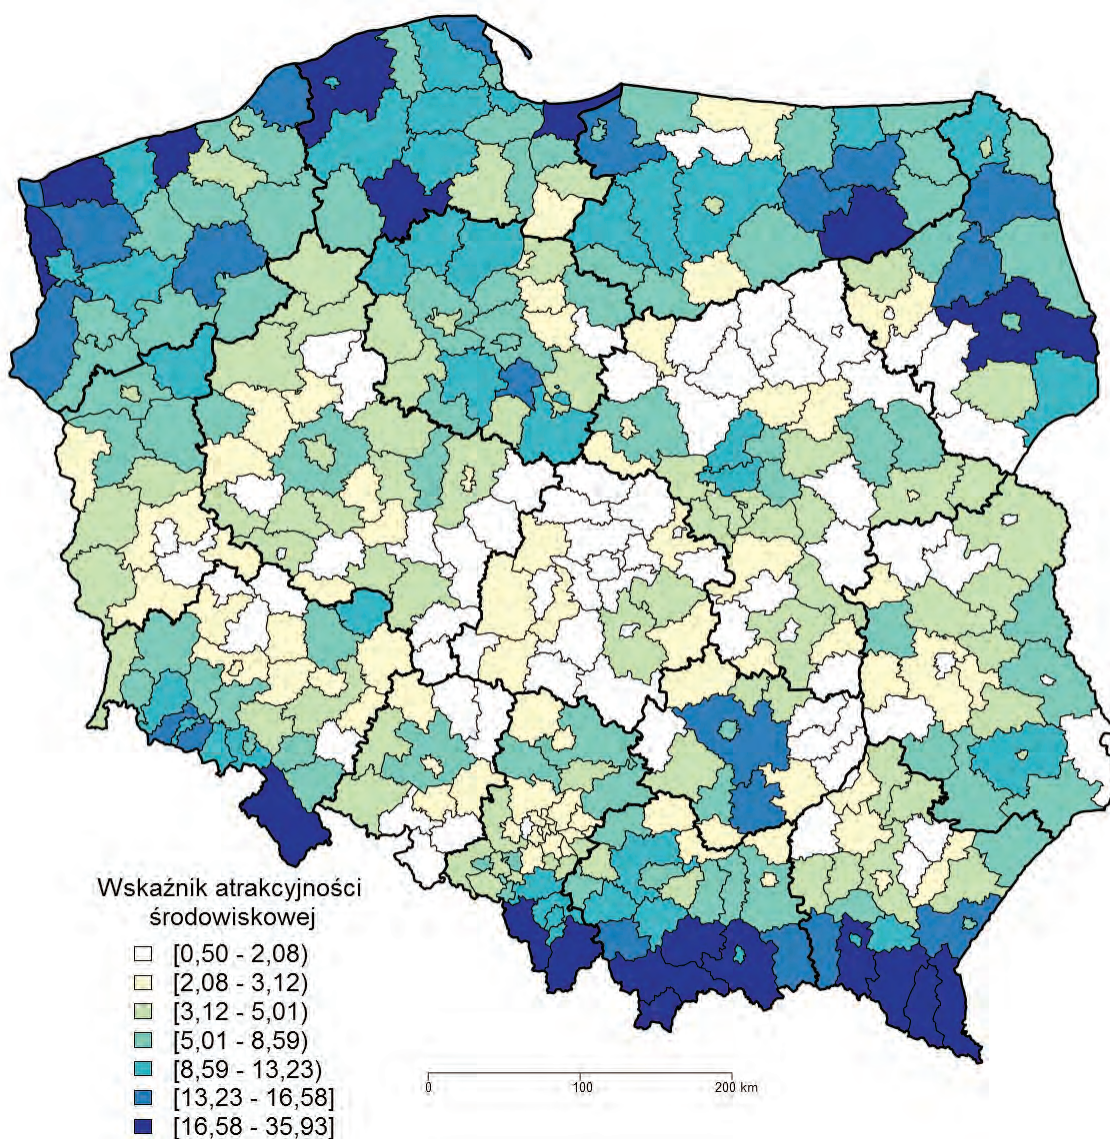 Wskaźnik atrakcyjności
środowiskowej
[0,50 - 2,08)
[2,08 - 3,12)
[3,12 - 5,01)
[5,01 - 8,59)
[8,59 - 13,23)
[13,23 - 16,58]
[16,58 - 35,93]
0 100 200 km